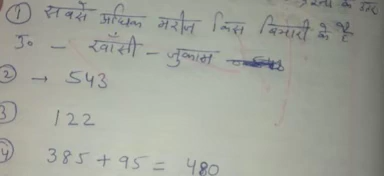 ① सबसे अधिक मरीज किस बिमारी के है
उ० - खाँसी - जुकाम
② → 543
③ 122
④ 385 + 95 = 480